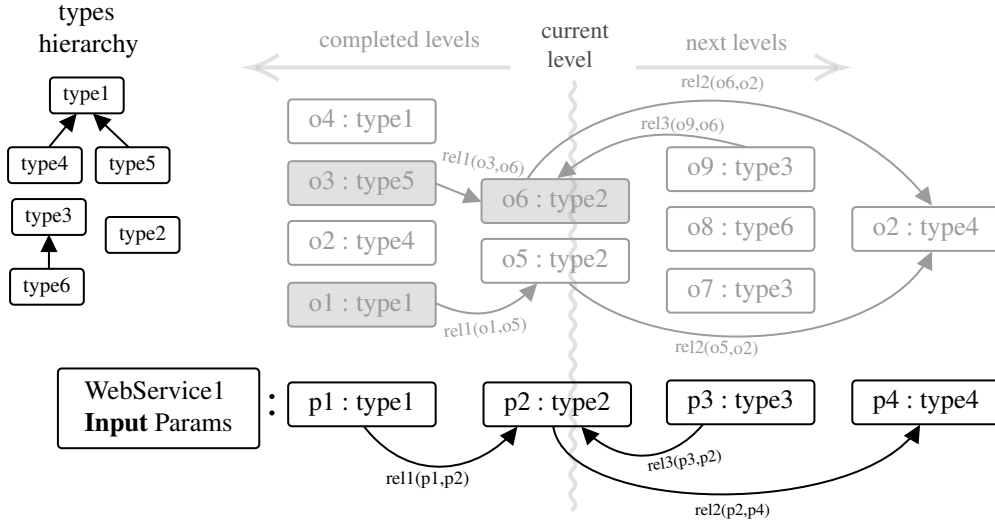 types
hierarchy
type1
type4
type5
type3
type2
type6
completed levels
current
level
next levels
o4 : type1
o3 : type5
o2 : type4
o1 : type1
rel1(o3,o6)
rel1(o1,o5)
o6 : type2
o5 : type2
rel2(o6,o2)
rel3(o9,o6)
o9 : type3
o8 : type6
o7 : type3
o2 : type4
rel2(o5,o2)
WebService1
Input Params
:
p1 : type1
p2 : type2
p3 : type3
p4 : type4
rel1(p1,p2)
rel3(p3,p2)
rel2(p2,p4)